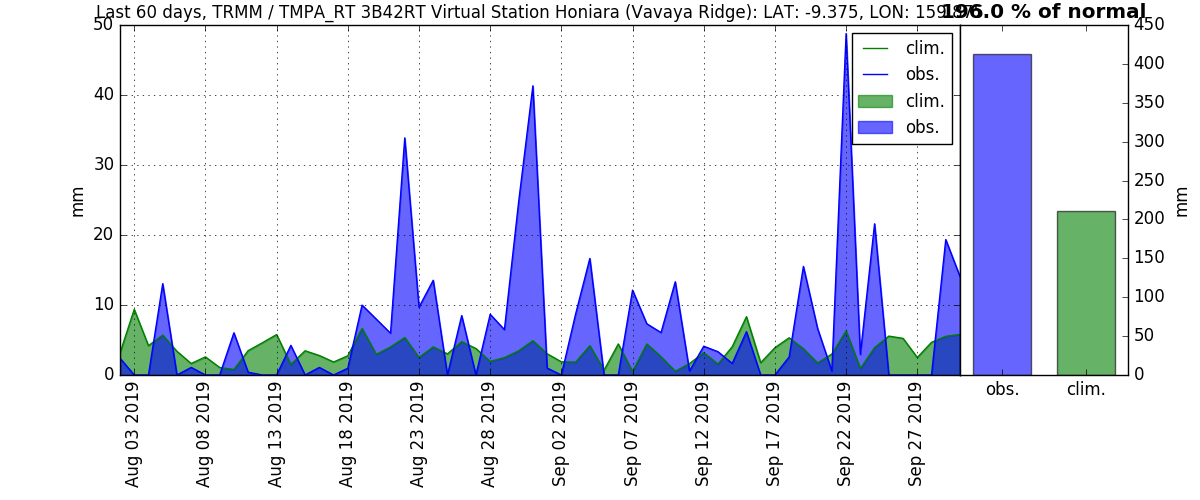 Last 60 days, TRMM / TMPA_RT 3B42RT Virtual Station Honiara (Vavaya Ridge): LAT: -9.375, LON:
196.0 % of normal
50
40
30
20
10
0
mm
clim.
obs.
clim.
obs.
Aug 03 2019
Aug 08 2019
Aug 13 2019
Aug 18 2019
Aug 23 2019
Aug 28 2019
Sep 02 2019
Sep 07 2019
Sep 12 2019
Sep 17 2019
Sep 22 2019
Sep 27 2019
450
400
350
300
250
200
150
100
50
0
mm
obs.
clim.